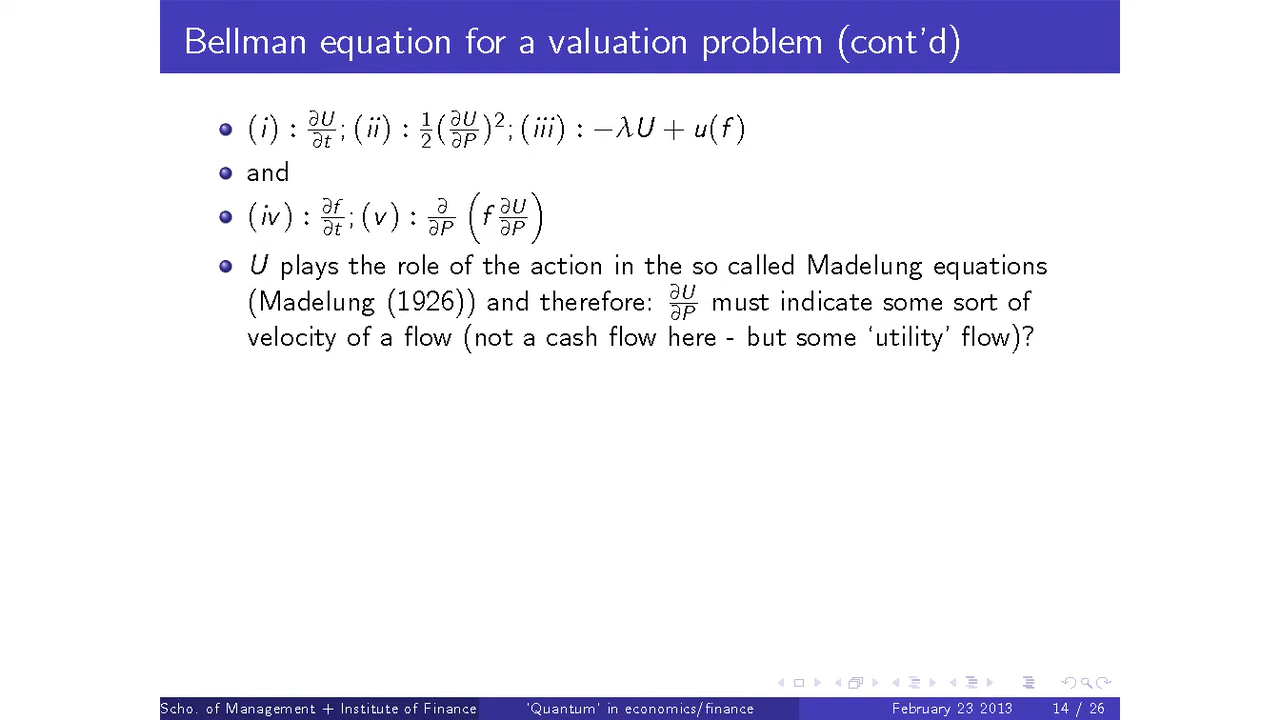 Bellman equation for a valuation problem (cont'd)
(i) : ∂U/∂t; (ii) : 1/2(∂U/∂P)²; (iii) : −λU + u(f)
and
(iv) : ∂f/∂t; (v) : ∂/∂P (f ∂U/∂P)
U plays the role of the action in the so called Madelung equations
(Madelung (1926)) and therefore: ∂U/∂P must indicate some sort of
velocity of a flow (not a cash flow here - but some ‘utility’ flow)?
Scho. of Management + Institute of Finance 'Quantum' in economics/finance February 23 2013 14 / 26